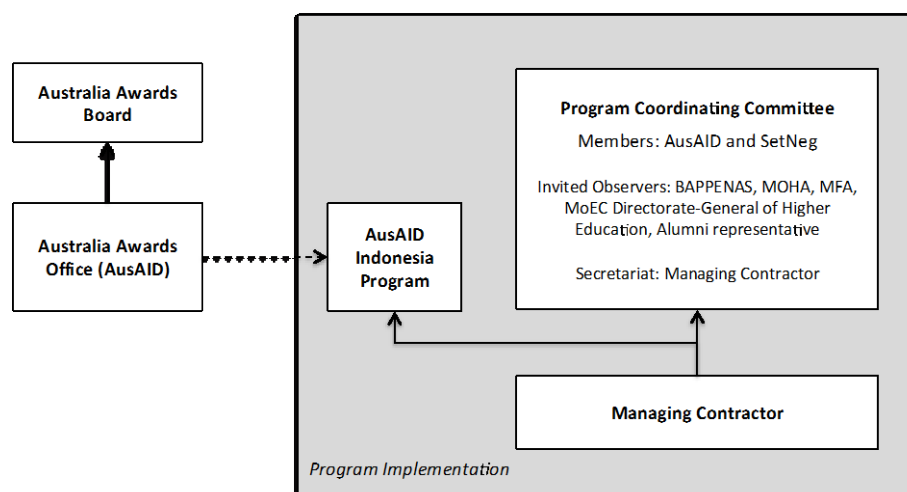 Australia Awards
Board
Australia Awards
Office (AusAID)
AusAID
Indonesia
Program
Program Coordinating Committee
Members: AusAID and SetNeg
Invited Observers: BAPPENAS, MOHA, MFA,
MoEC Directorate-General of Higher
Education, Alumni representative
Secretariat: Managing Contractor
Managing Contractor
Program Implementation